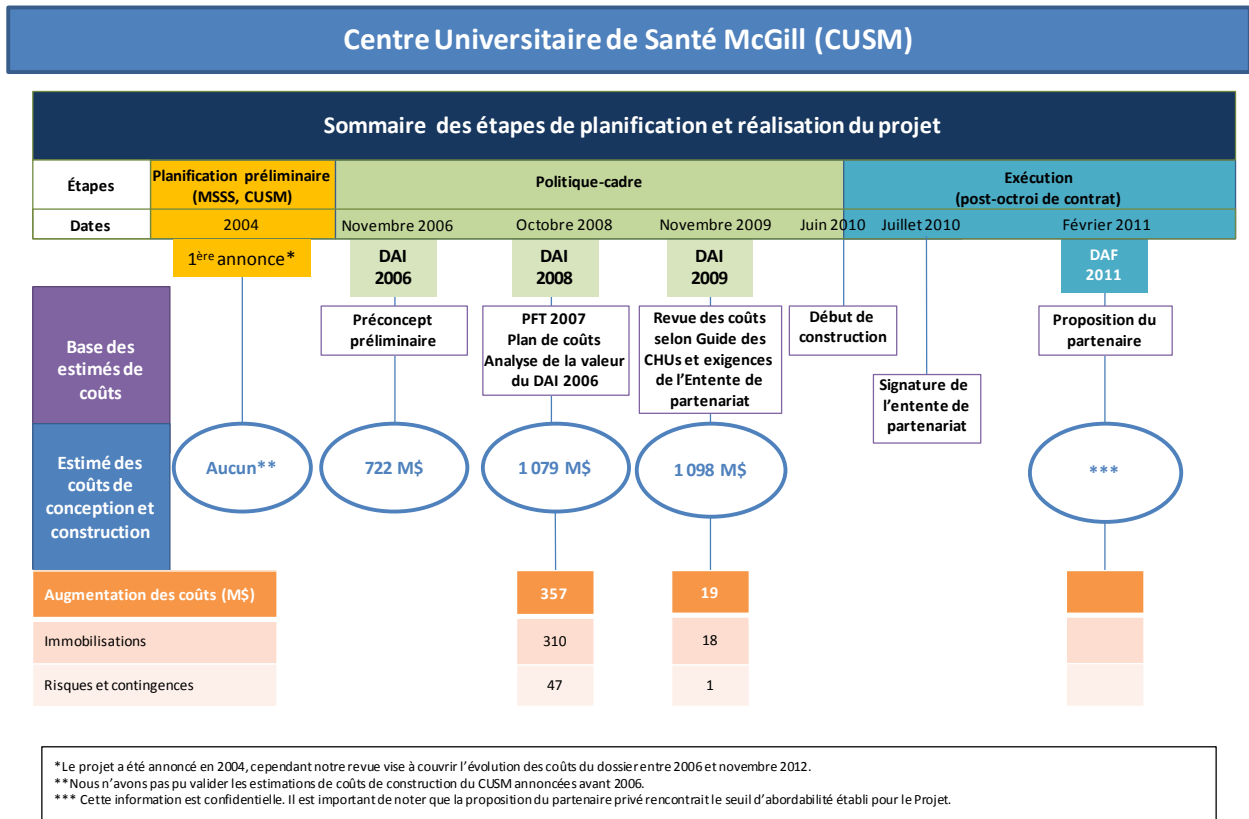 Centre Universitaire de Santé McGill (CUSM)
Sommaire des étapes de planification et réalisation du projet
Étapes
Planification préliminaire
(MSSS, CUSM)
Politique-cadre
Exécution
(post-octroi de contrat)
Dates
2004
Novembre 2006
Octobre 2008
Novembre 2009
Juin 2010
Juillet 2010
Février 2011
1ère annonce*
DAI
2006
DAI
2008
DAI
2009
DAF
2011
Base des
estimés de
coûts
Préconcept
préliminaire
PFT 2007
Plan de coûts
Analyse de la valeur
du DAI 2006
Revue des coûts
selon Guide des
CHUs et exigences
de l'Entente de
partenariat
Début de
construction
Signature de
l'entente de
partenariat
Proposition du
partenaire
Estimé des
coûts de
conception et
construction
Aucun**
722 M$
1 079 M$
1 098 M$
***
Augmentation des coûts (M$)
357
19
Immobilisations
310
18
Risques et contingences
47
1
*Le projet a été annoncé en 2004, cependant notre revue vise à couvrir l'évolution des coûts du dossier entre 2006 et novembre 2012.
**Nous n'avons pas pu valider les estimations de coûts de construction du CUSM annoncées avant 2006.
*** Cette information est confidentielle. Il est important de noter que la proposition du partenaire privé rencontrait le seuil d'abordabilité établi pour le Projet.